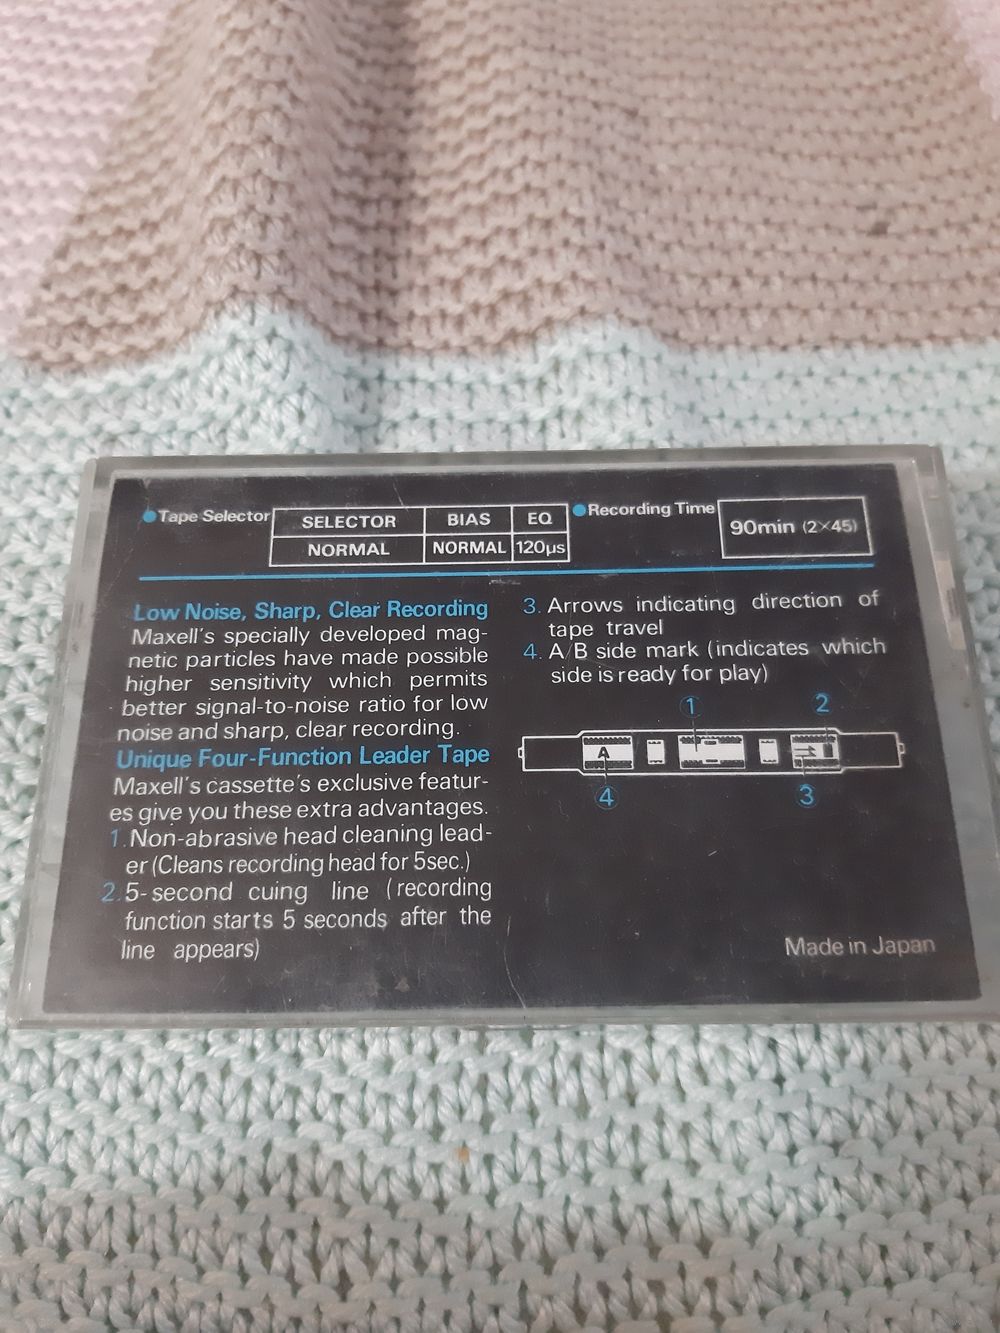 ●Tape Selector
SELECTOR BIAS EQ
NORMAL NORMAL 120μs
●Recording Time 90min (2×45)
Low Noise, Sharp, Clear Recording
Maxell's specially developed mag-
netic particles have made possible
higher sensitivity which permits
better signal-to-noise ratio for low
noise and sharp, clear recording.
Unique Four-Function Leader Tape
Maxell's cassette's exclusive featur-
es give you these extra advantages.
1. Non-abrasive head cleaning lead-
er (Cleans recording head for 5sec.)
2. 5-second cuing line (recording
function starts 5 seconds after the
line appears)
3. Arrows indicating direction of
tape travel
4. A/B side mark (indicates which
side is ready for play)
1 2
A
4 3
Made in Japan